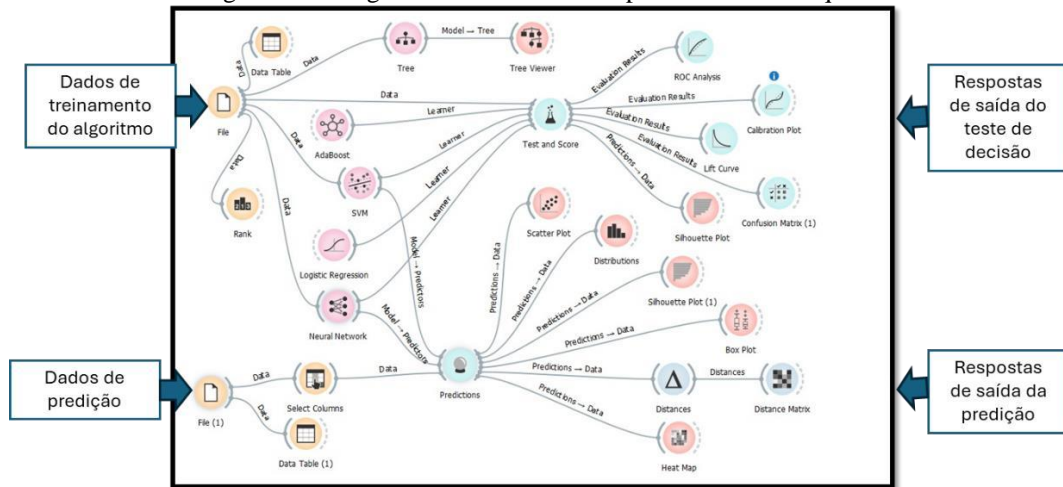 Dados de
treinamento
do algoritmo
Dados de
predição
Respostas
de saída do
teste de
decisão
Respostas
de saída da
predição
Data
Data Table
Data
Tree
Model → Tree
Tree Viewer
File
Data
Learner
AdaBoost
Data
Rank
Data
SVM
Learner
Learner
Logistic Regression
Learner
Data
Neural Network
Test and Score
Evaluation Results
ROC Analysis
Evaluation Results
Calibration Plot
Evaluation Results
Lift Curve
Evaluation Results
Confusion Matrix (1)
Predictions → Data
Silhouette Plot
Model → Predictors
Model → Predictors
File (1)
Data
Select Columns
Data
Data
Data Table (1)
Predictions
Predictions → Data
Scatter Plot
Predictions → Data
Distributions
Predictions → Data
Silhouette Plot (1)
Predictions → Data
Box Plot
Predictions → Data
Distances
Distances
Distance Matrix
Predictions → Data
Heat Map